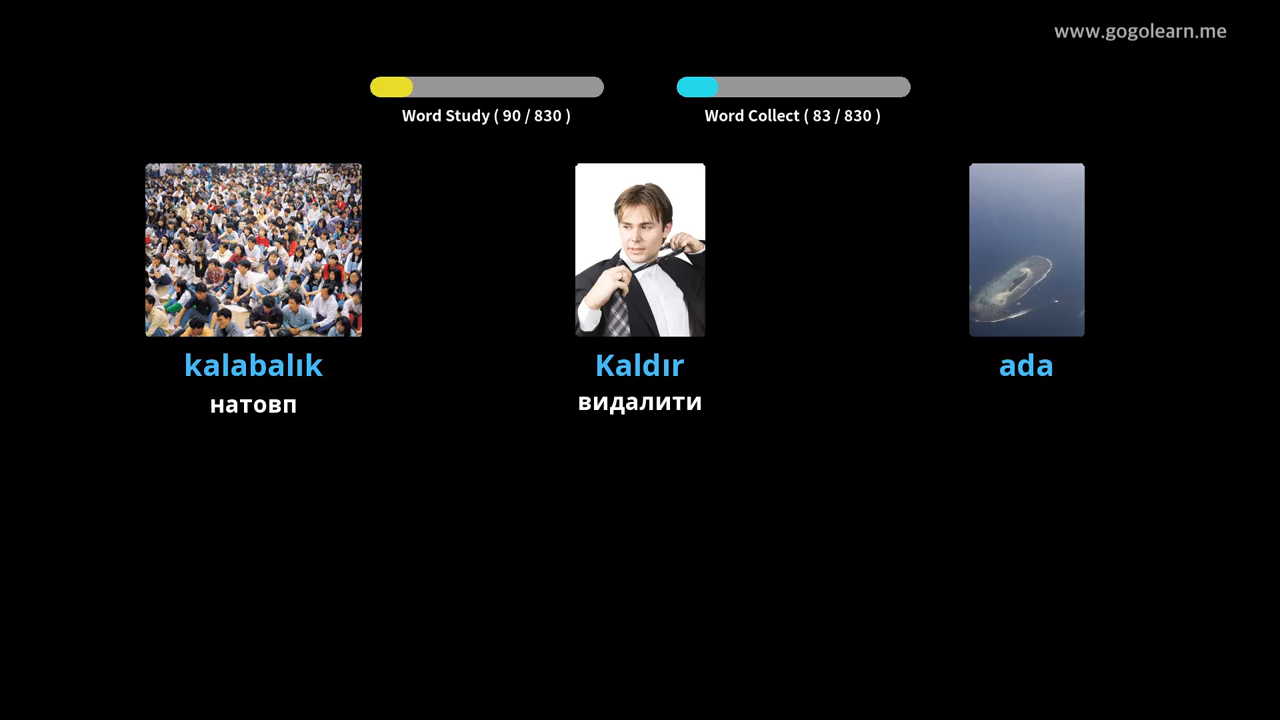 www.gogolearn.me
Word Study ( 90 / 830 )
Word Collect ( 83 / 830 )
kalabalık
Kaldır
ada
натовп
видалити